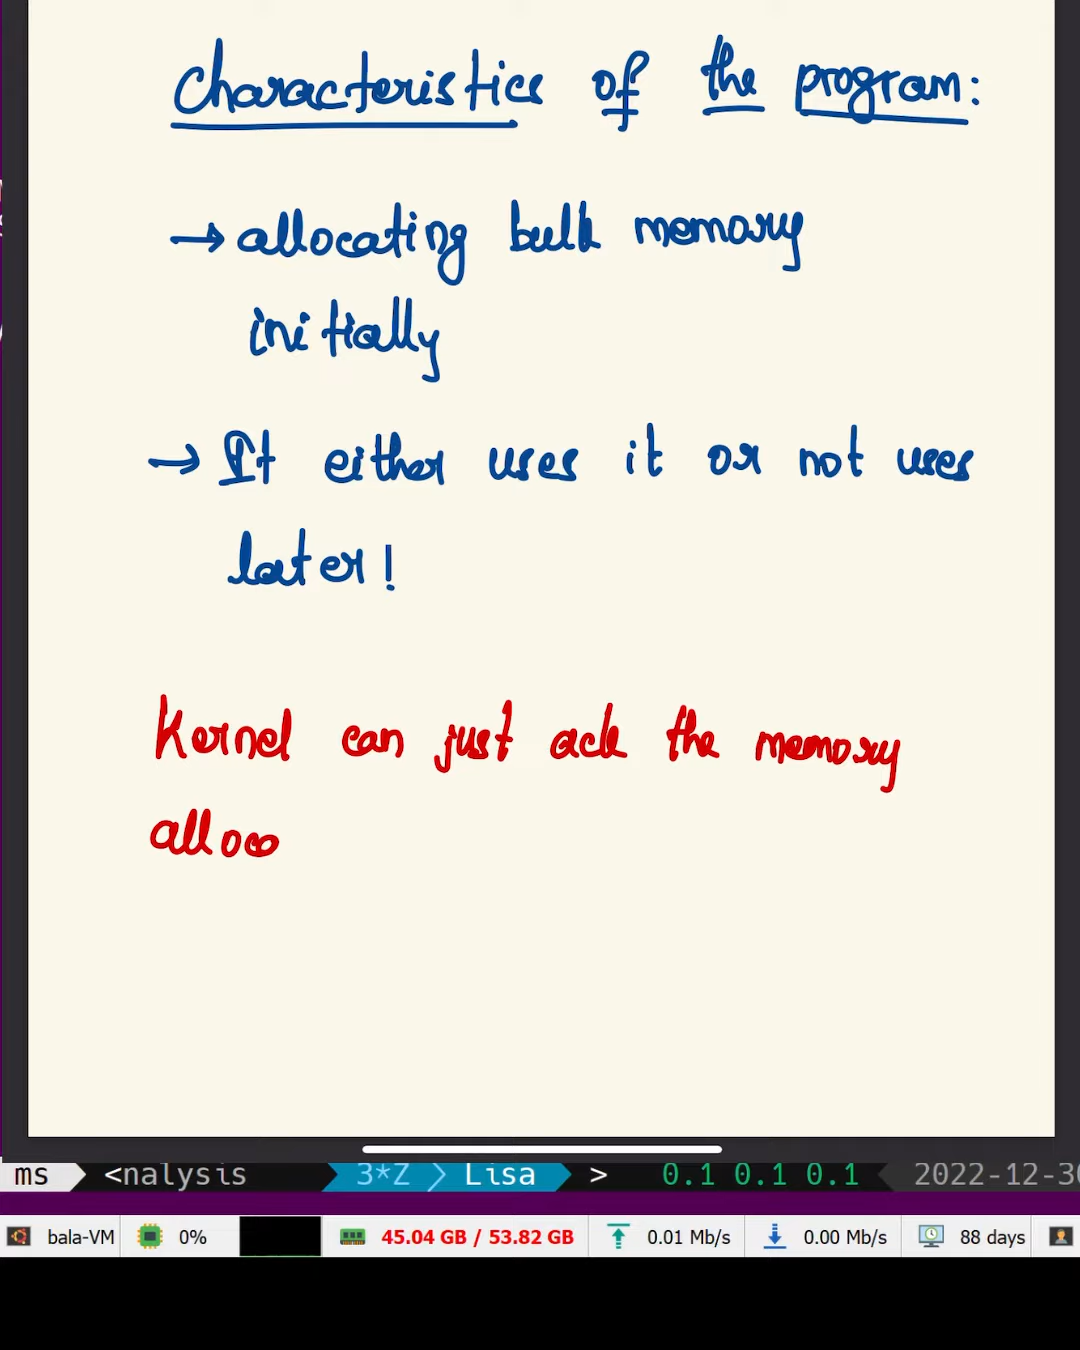 characteristics of the program:
→ allocating bulk memory
initially
→ It either uses it or not uses
later!
Kernel can just ack the memory
alloco
ms <nalysis 3*Z Lisa > 0.1 0.1 0.1 2022-12-30
bala-VM 0% 45.04 GB / 53.82 GB 0.01 Mb/s 0.00 Mb/s 88 days